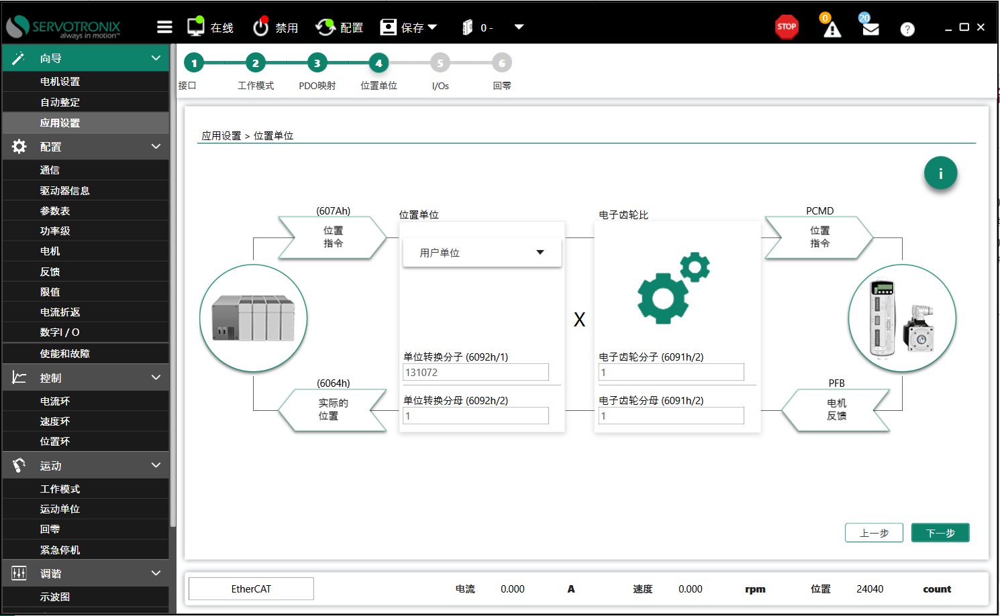 SERVOTRONIX
always in motion™
在线
禁用
配置
保存
0 -
STOP
0
20
?
向导
电机设置
自动整定
应用设置
配置
通信
驱动器信息
参数表
功率级
电机
反馈
限值
电流折返
数字I / O
使能和故障
控制
电流环
速度环
位置环
运动
工作模式
运动单位
回零
紧急停机
调谐
示波图
1 2 3 4 5 6
接口 工作模式 PDO映射 位置单位 I/Os 回零
应用设置 > 位置单位
i
(607Ah)
位置
指令
位置单位
用户单位
电子齿轮比
PCMD
位置
指令
X
单位转换分子 (6092h/1)
131072
单位转换分母 (6092h/2)
1
电子齿轮分子 (6091h/2)
1
电子齿轮分母 (6091h/2)
1
(6064h)
实际的
位置
PFB
电机
反馈
上一步
下一步
EtherCAT
电流 0.000 A 速度 0.000 rpm 位置 24040 count